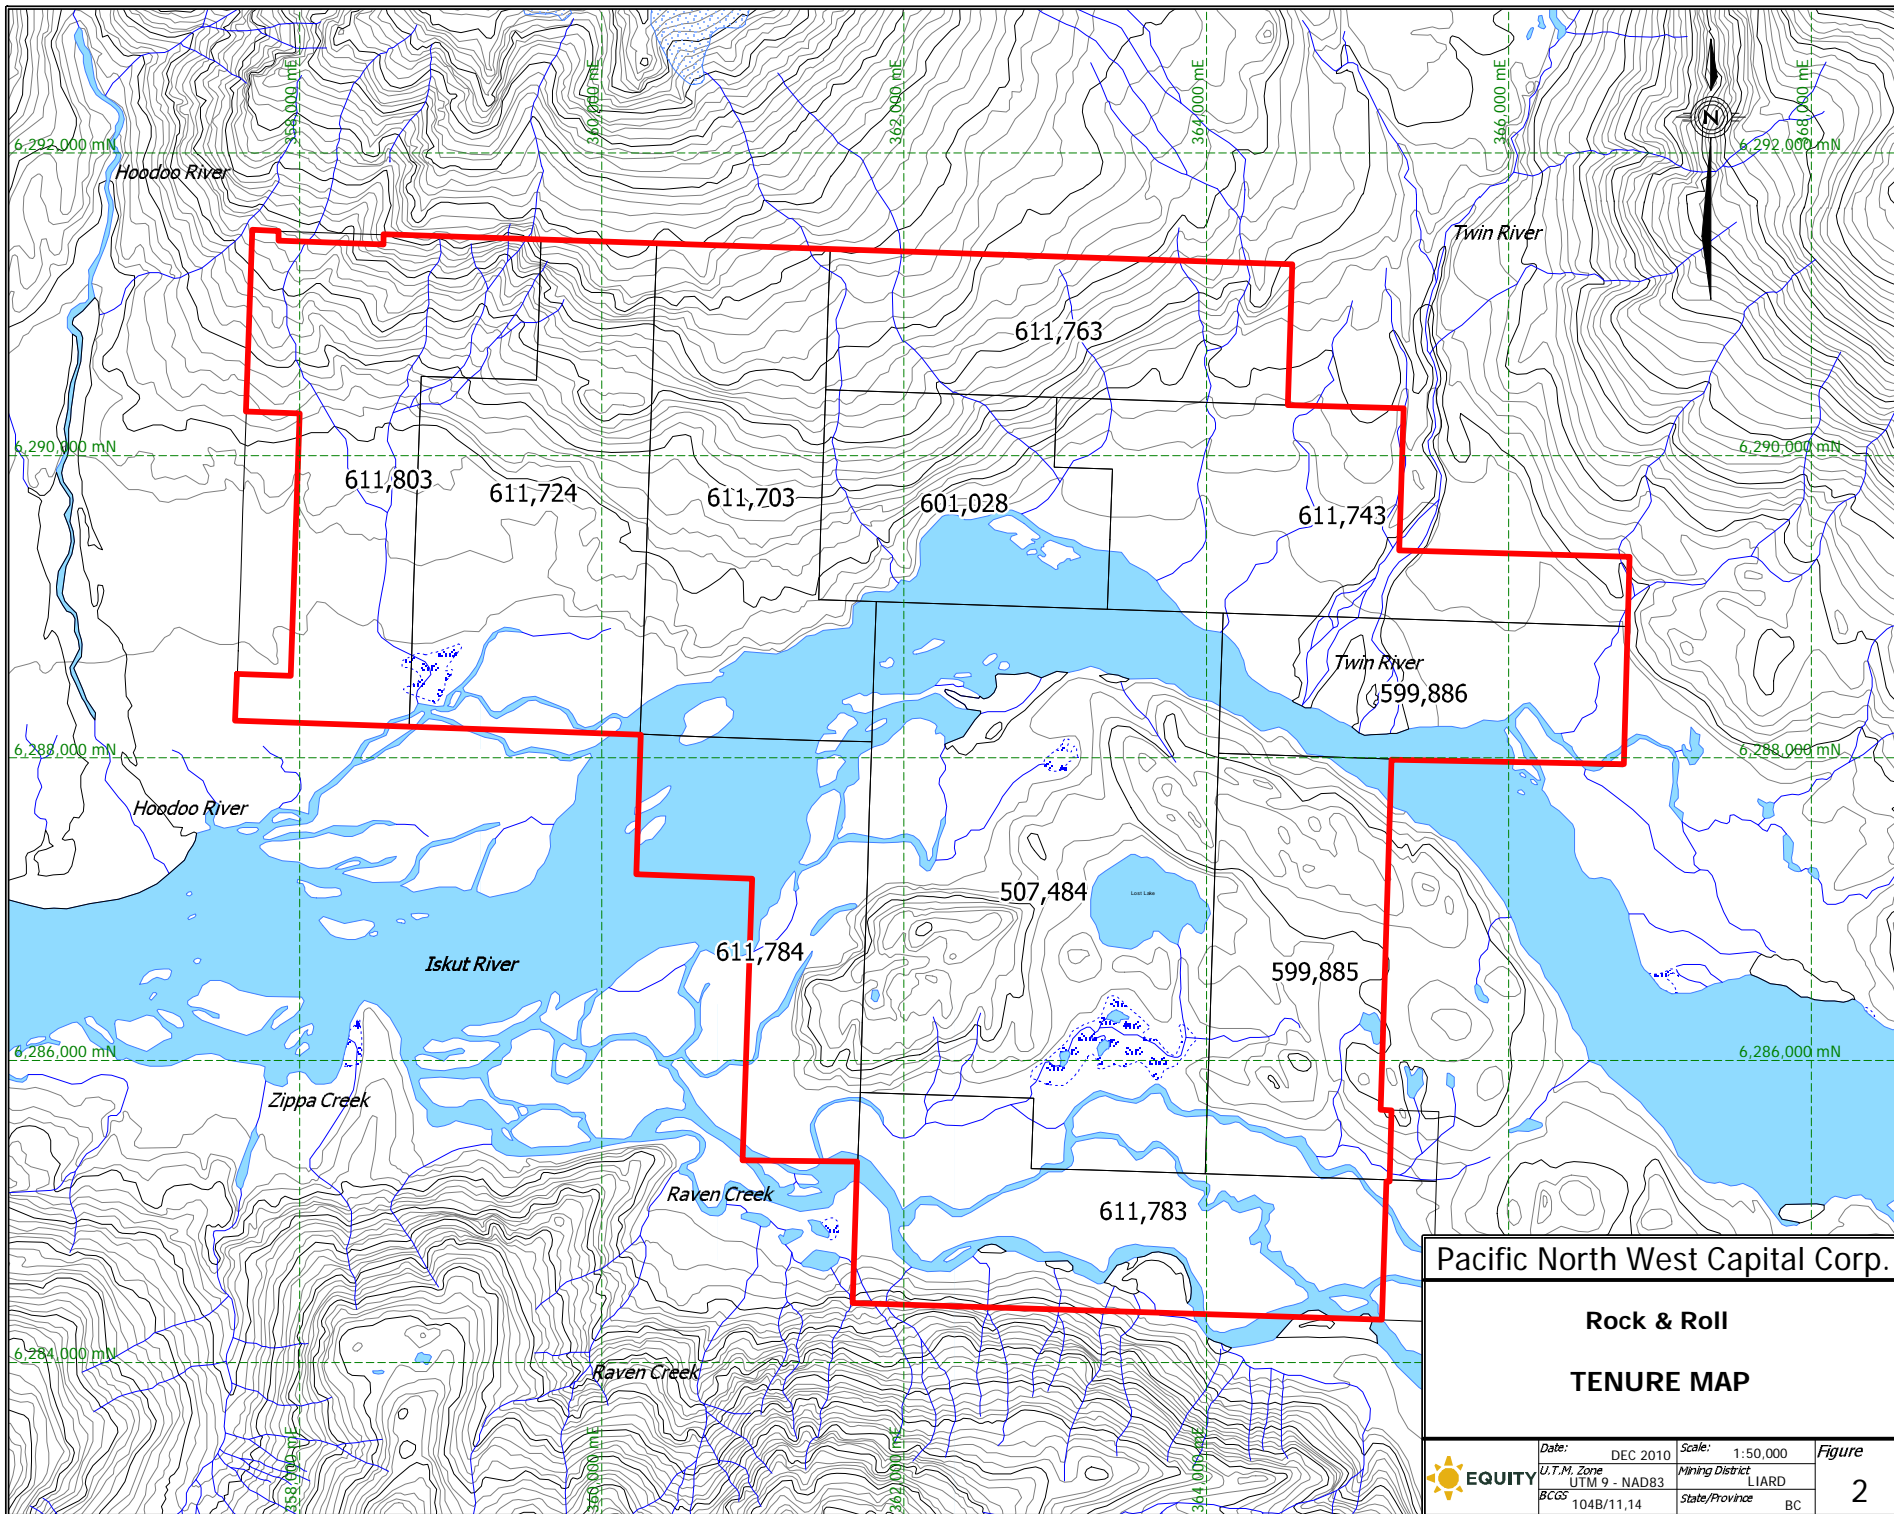 358,000 mE
360,000 mE
362,000 mE
364,000 mE
366,000 mE
368,000 mE
N
6,292,000 mN
6,292,000 mN
Hoodoo River
Twin River
611,763
6,290,000 mN
6,290,000 mN
611,803
611,724
611,703
601,028
611,743
Twin River
599,886
6,288,000 mN
6,288,000 mN
Hoodoo River
507,484
Lost Lake
611,784
Iskut River
599,885
6,286,000 mN
6,286,000 mN
Zippa Creek
Raven Creek
611,783
6,284,000 mN
Raven Creek
358,000 mE
360,000 mE
362,000 mE
364,000 mE
Pacific North West Capital Corp.
Rock & Roll
TENURE MAP
EQUITY
Date: DEC 2010
Scale: 1:50,000
U.T.M. Zone UTM 9 - NAD83
Mining District LIARD
BCGS 104B/11,14
State/Province BC
Figure
2